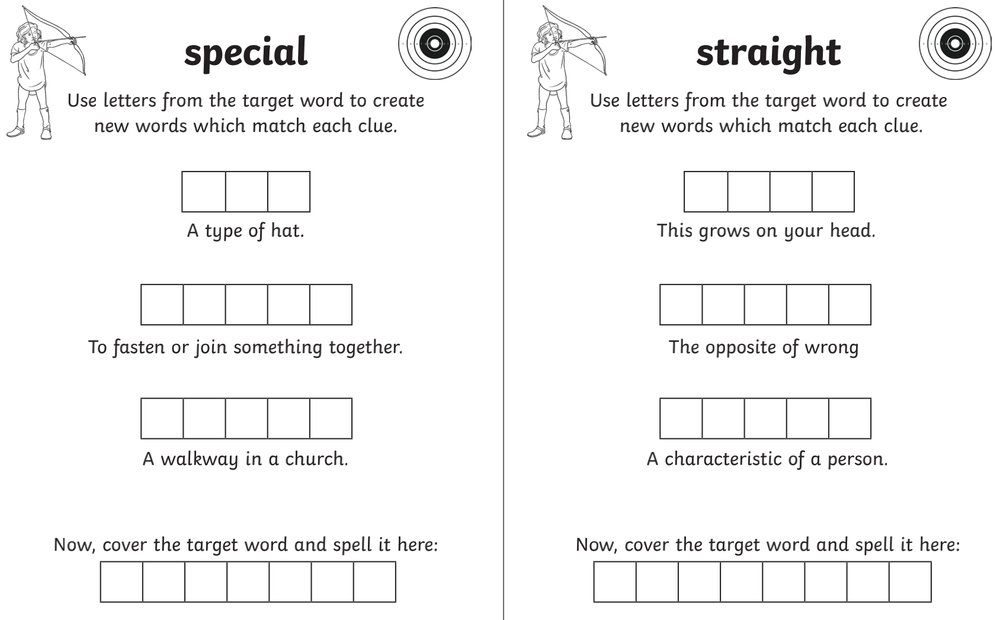 special
Use letters from the target word to create
new words which match each clue.
A type of hat.
To fasten or join something together.
A walkway in a church.
Now, cover the target word and spell it here:
straight
Use letters from the target word to create
new words which match each clue.
This grows on your head.
The opposite of wrong
A characteristic of a person.
Now, cover the target word and spell it here: